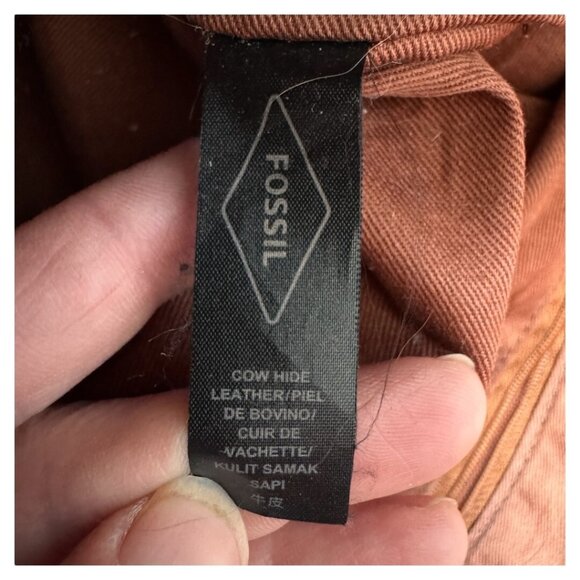 FOSSIL
COW HIDE
LEATHER/PIEL
DE BOVINO/
CUIR DE
VACHETTE/
KULIT SAMAK
SAPI
牛皮